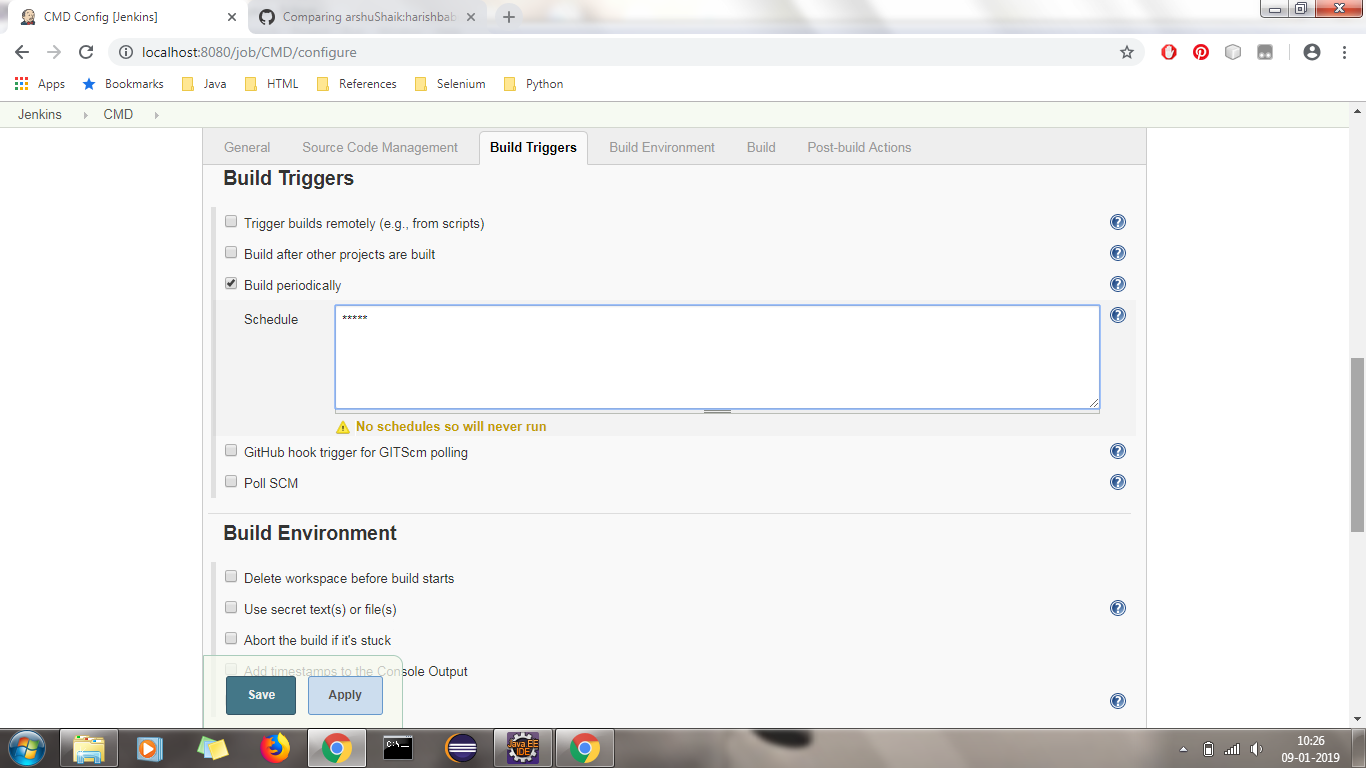 CMD Config [Jenkins]
Comparing arshuShaik:harishbab
localhost:8080/job/CMD/configure
Apps Bookmarks Java HTML References Selenium Python
Jenkins CMD
General Source Code Management Build Triggers Build Environment Build Post-build Actions
Build Triggers
Trigger builds remotely (e.g., from scripts)
Build after other projects are built
Build periodically
Schedule *****
No schedules so will never run
GitHub hook trigger for GITScm polling
Poll SCM
Build Environment
Delete workspace before build starts
Use secret text(s) or file(s)
Abort the build if it's stuck
Add timestamps to the Console Output
Save Apply
C:\_
Java EE
IDE
10:26
09-01-2019